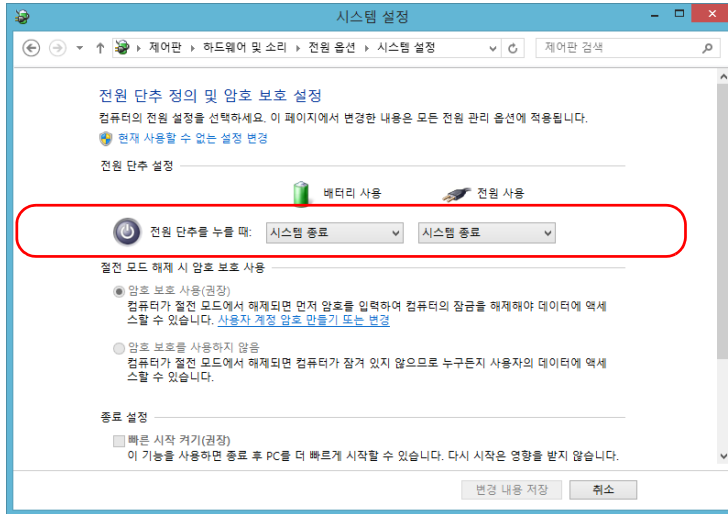 시스템 설정
제어판 ▸ 하드웨어 및 소리 ▸ 전원 옵션 ▸ 시스템 설정
제어판 검색
전원 단추 정의 및 암호 보호 설정
컴퓨터의 전원 설정을 선택하세요. 이 페이지에서 변경한 내용은 모든 전원 관리 옵션에 적용됩니다.
현재 사용할 수 없는 설정 변경
전원 단추 설정
배터리 사용 전원 사용
전원 단추를 누를 때: 시스템 종료 시스템 종료
절전 모드 해제 시 암호 보호 사용
암호 보호 사용(권장)
컴퓨터가 절전 모드에서 해제되면 먼저 암호를 입력하여 컴퓨터의 잠금을 해제해야 데이터에 액세
스할 수 있습니다. 사용자 계정 암호 만들기 또는 변경
암호 보호를 사용하지 않음
컴퓨터가 절전 모드에서 해제되면 컴퓨터가 잠겨 있지 않으므로 누구든지 사용자의 데이터에 액세
스할 수 있습니다.
종료 설정
빠른 시작 켜기(권장)
이 기능을 사용하면 종료 후 PC를 더 빠르게 시작할 수 있습니다. 다시 시작은 영향을 받지 않습니다.
변경 내용 저장 취소